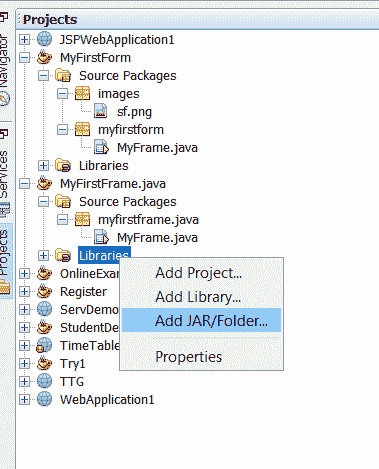 Projects
JSPWebApplication1
MyFirstForm
Source Packages
images
sf.png
myfirstform
MyFrame.java
Libraries
MyFirstFrame.java
Source Packages
myfirstframe.java
MyFrame.java
Libraries
OnlineExa
Register
ServDemo
StudentDe
TimeTable
Try1
TTG
WebApplication1
Add Project...
Add Library...
Add JAR/Folder...
Properties
Navigator
Services
Projects